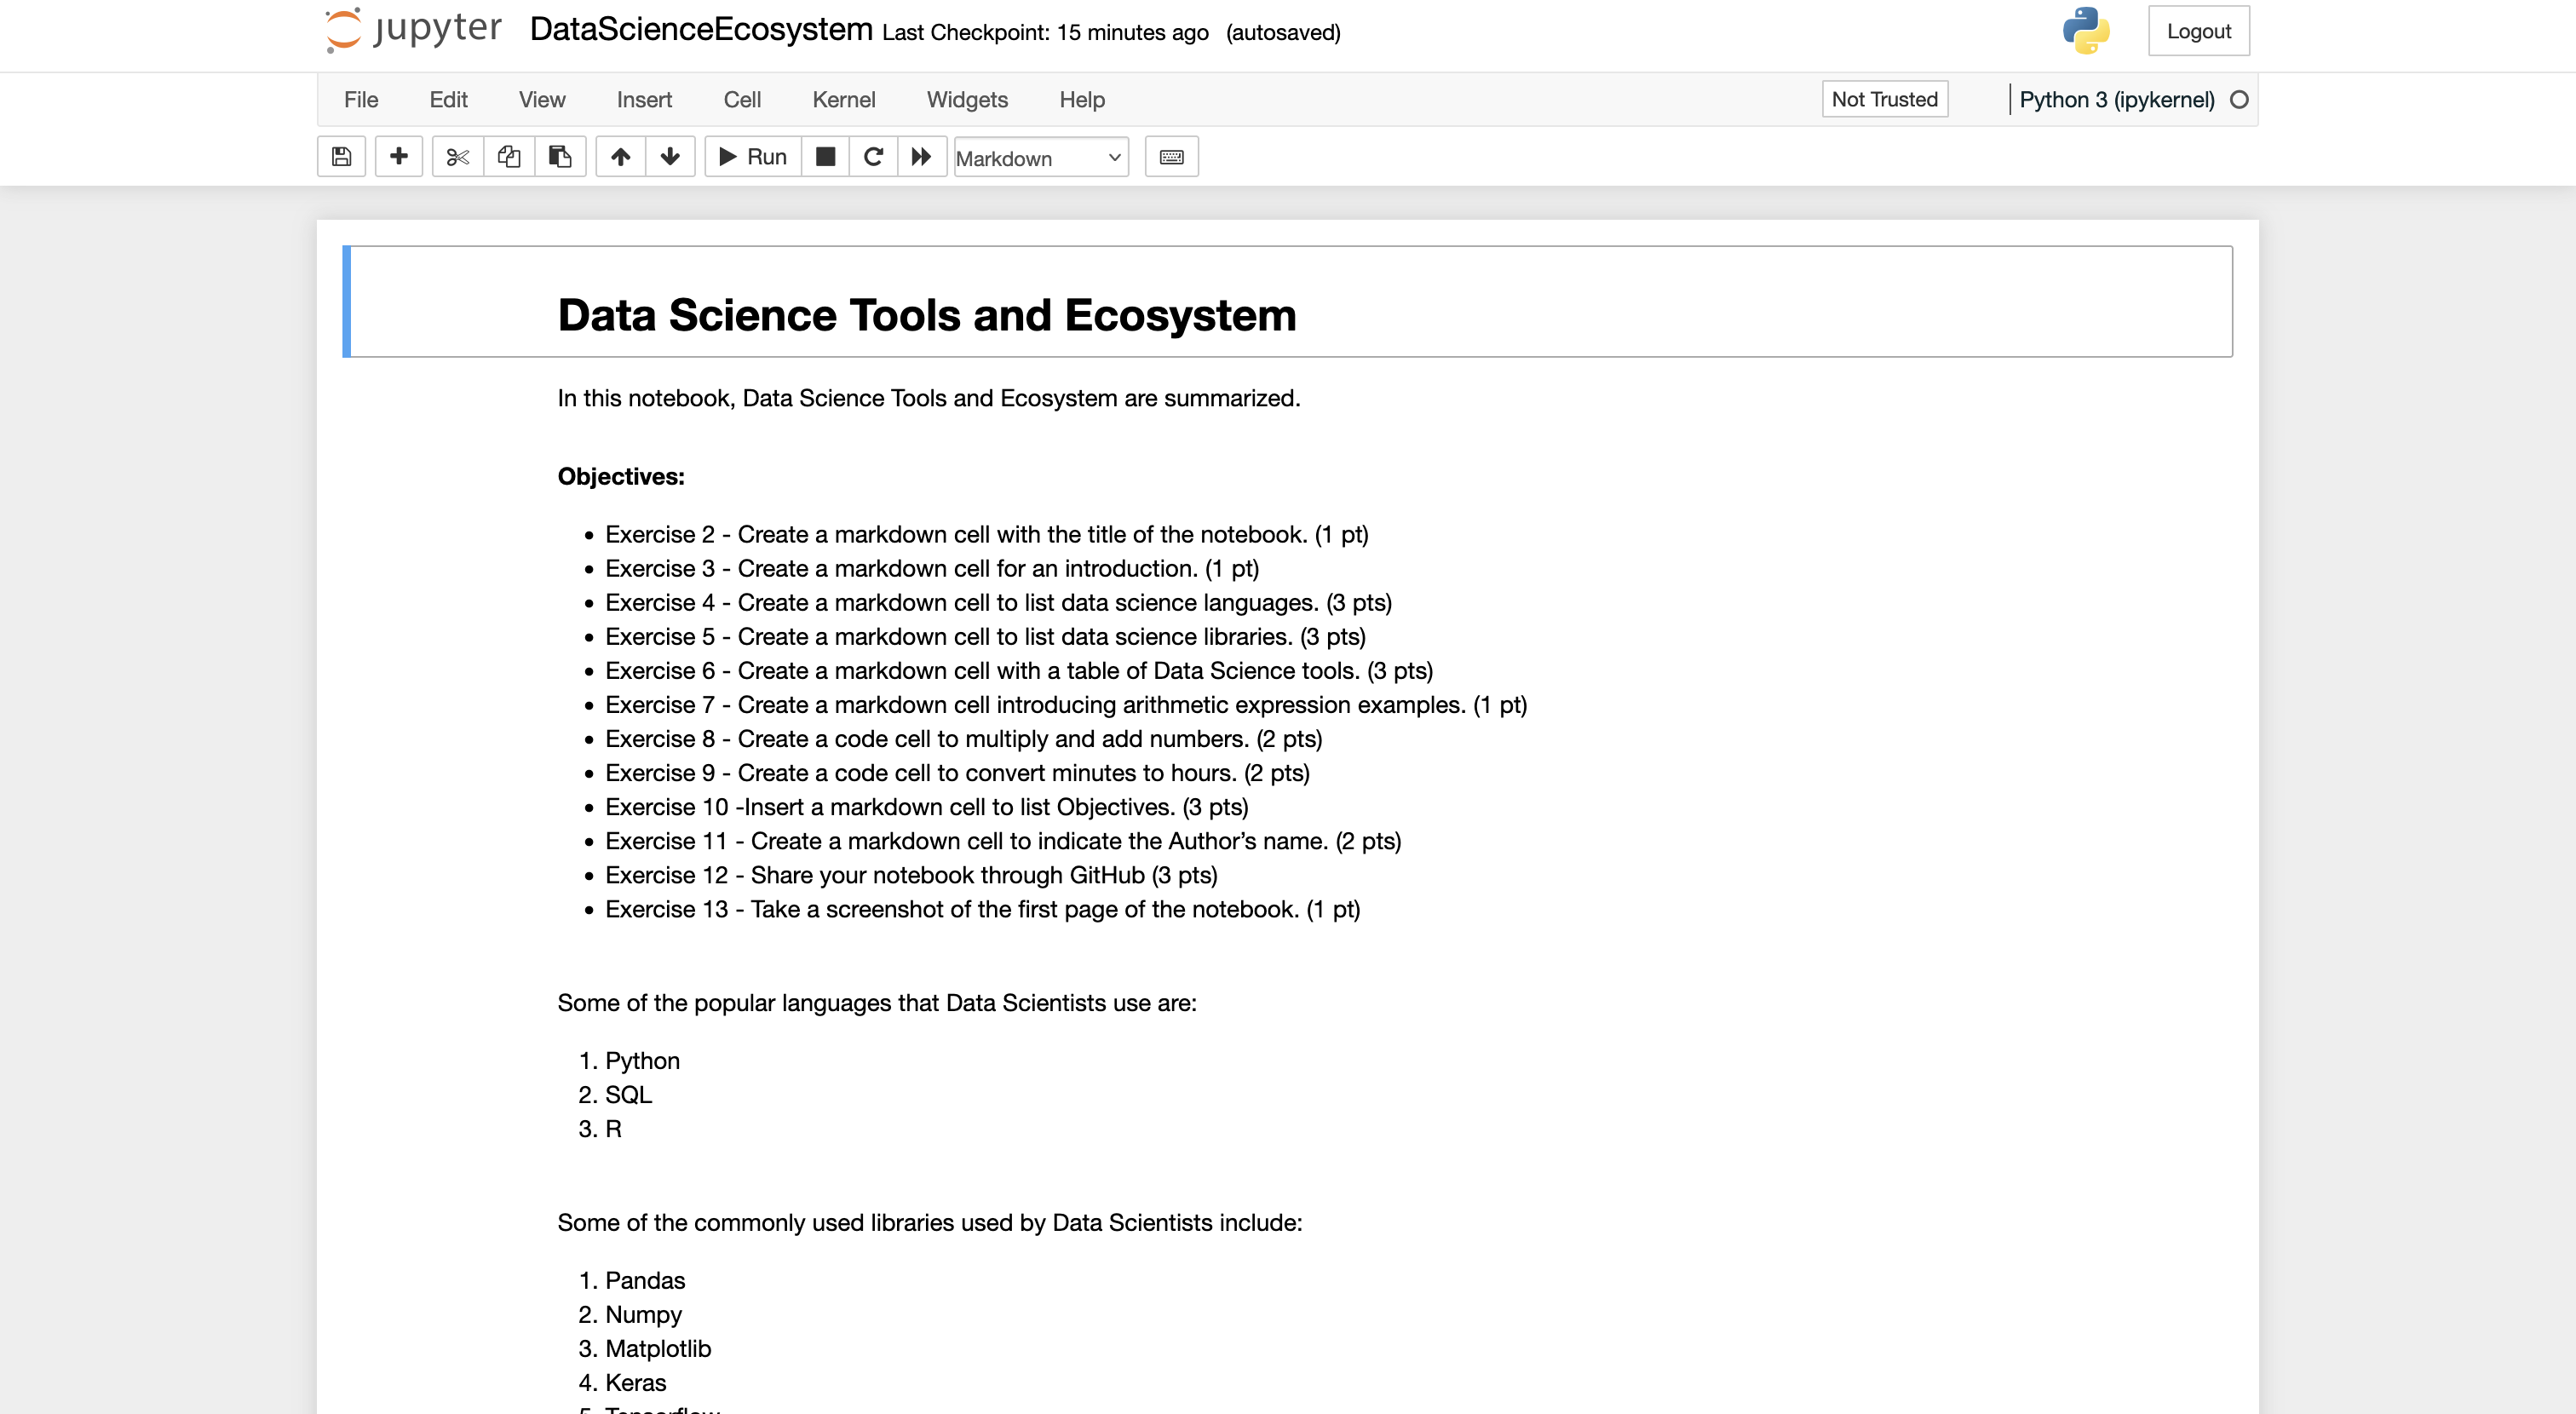 jupyter DataScienceEcosystem Last Checkpoint: 15 minutes ago (autosaved) Logout
File Edit View Insert Cell Kernel Widgets Help Not Trusted Python 3 (ipykernel)
Run Markdown
Data Science Tools and Ecosystem
In this notebook, Data Science Tools and Ecosystem are summarized.
Objectives:
• Exercise 2 - Create a markdown cell with the title of the notebook. (1 pt)
• Exercise 3 - Create a markdown cell for an introduction. (1 pt)
• Exercise 4 - Create a markdown cell to list data science languages. (3 pts)
• Exercise 5 - Create a markdown cell to list data science libraries. (3 pts)
• Exercise 6 - Create a markdown cell with a table of Data Science tools. (3 pts)
• Exercise 7 - Create a markdown cell introducing arithmetic expression examples. (1 pt)
• Exercise 8 - Create a code cell to multiply and add numbers. (2 pts)
• Exercise 9 - Create a code cell to convert minutes to hours. (2 pts)
• Exercise 10 -Insert a markdown cell to list Objectives. (3 pts)
• Exercise 11 - Create a markdown cell to indicate the Author’s name. (2 pts)
• Exercise 12 - Share your notebook through GitHub (3 pts)
• Exercise 13 - Take a screenshot of the first page of the notebook. (1 pt)
Some of the popular languages that Data Scientists use are:
1. Python
2. SQL
3. R
Some of the commonly used libraries used by Data Scientists include:
1. Pandas
2. Numpy
3. Matplotlib
4. Keras
5. Tensorflow